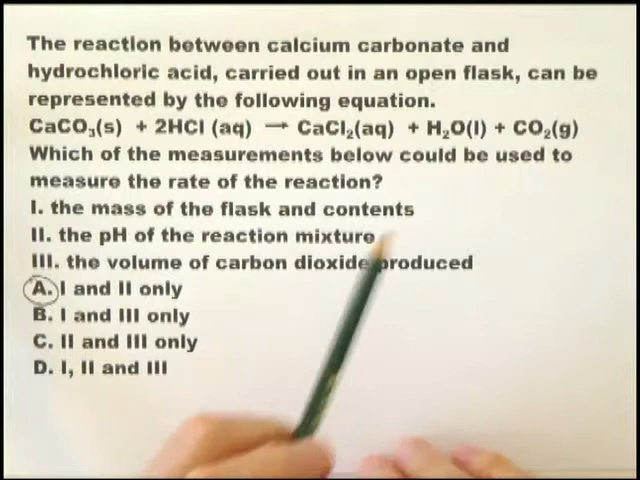 The reaction between calcium carbonate and
hydrochloric acid, carried out in an open flask, can be
represented by the following equation.
CaCO₃(s) + 2HCl (aq) → CaCl₂(aq) + H₂O(l) + CO₂(g)
Which of the measurements below could be used to
measure the rate of the reaction?
I. the mass of the flask and contents
II. the pH of the reaction mixture
III. the volume of carbon dioxide produced
A. I and II only
B. I and III only
C. II and III only
D. I, II and III